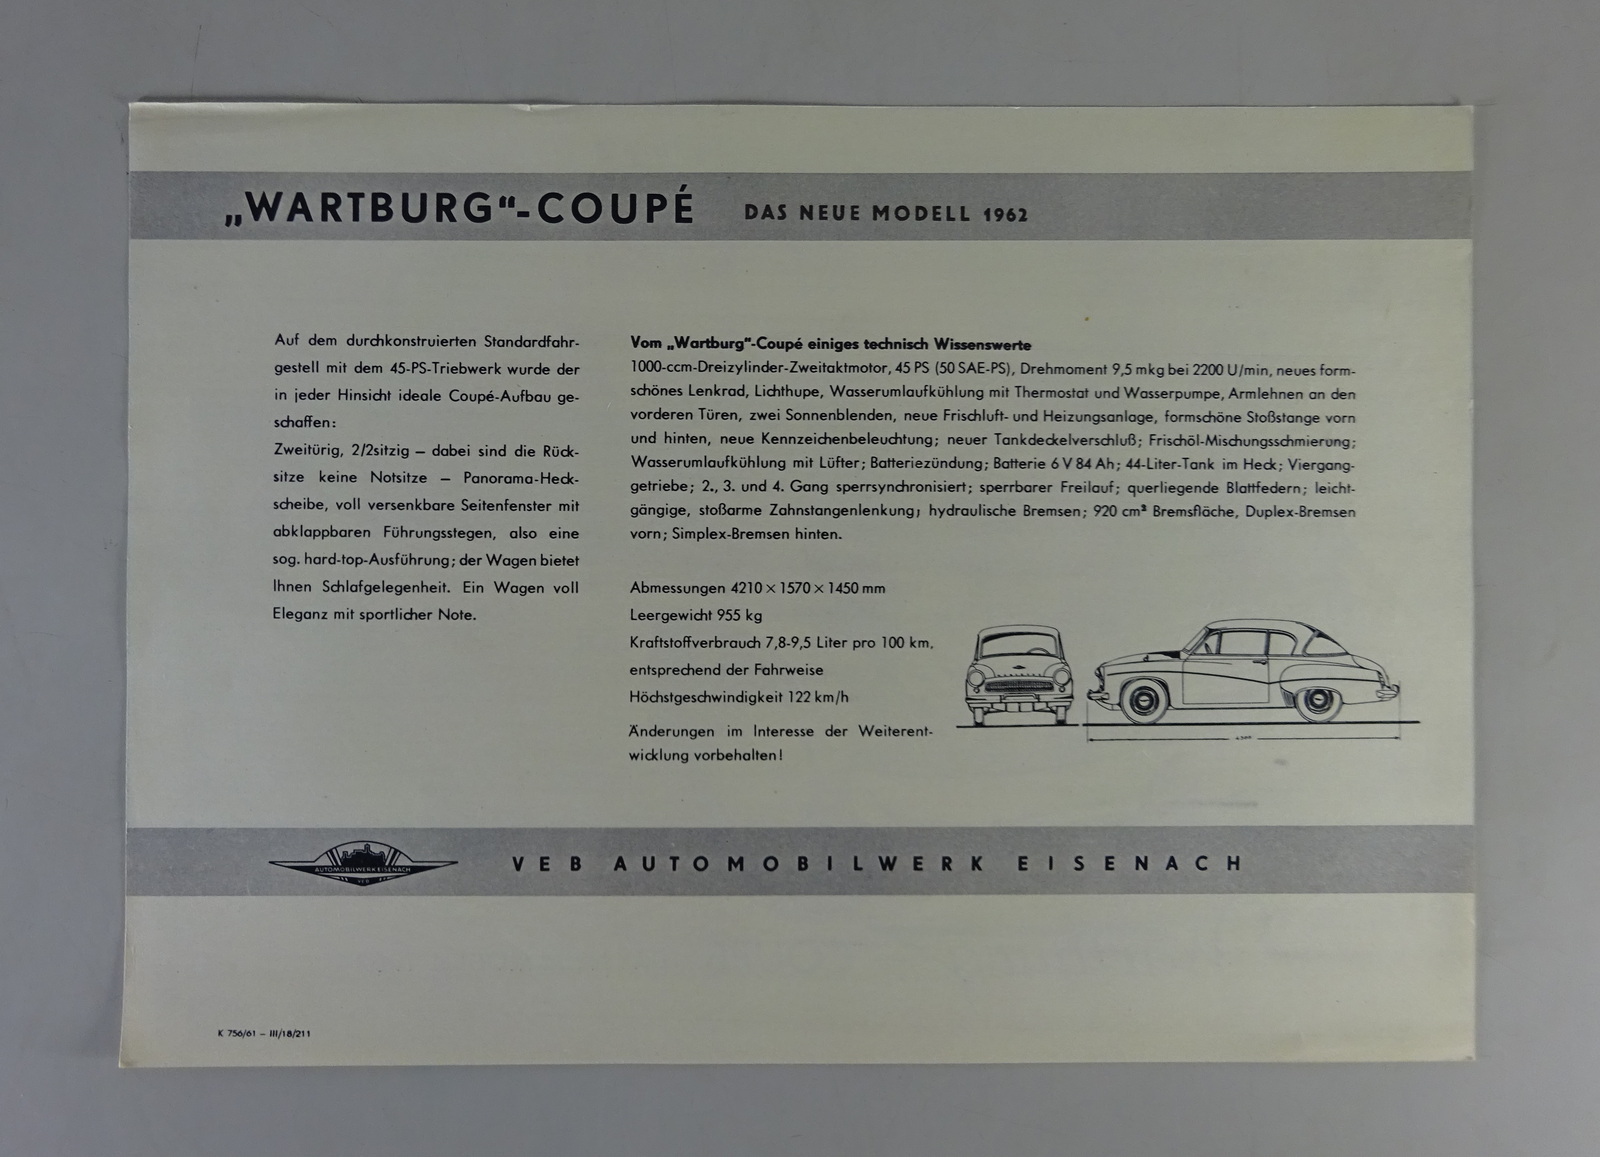 „WARTBURG“-COUPÉ DAS NEUE MODELL 1962
Auf dem durchkonstruierten Standardfahr-
gestell mit dem 45-PS-Triebwerk wurde der
in jeder Hinsicht ideale Coupé-Aufbau ge-
schaffen:
Zweitürig, 2/2sitzig – dabei sind die Rück-
sitze keine Notsitze – Panorama-Heck-
scheibe, voll versenkbare Seitenfenster mit
abklappbaren Führungsstegen, also eine
sog. hard-top-Ausführung; der Wagen bietet
Ihnen Schlafgelegenheit. Ein Wagen voll
Eleganz mit sportlicher Note.
Vom „Wartburg“-Coupé einiges technisch Wissenswerte
1000-ccm-Dreizylinder-Zweitaktmotor, 45 PS (50 SAE-PS), Drehmoment 9,5 mkg bei 2200 U/min, neues form-
schönes Lenkrad, Lichthupe, Wasserumlaufkühlung mit Thermostat und Wasserpumpe, Armlehnen an den
vorderen Türen, zwei Sonnenblenden, neue Frischluft- und Heizungsanlage, formschöne Stoßstange vorn
und hinten, neue Kennzeichenbeleuchtung; neuer Tankdeckelverschluß; Frischöl-Mischungsschmierung;
Wasserumlaufkühlung mit Lüfter; Batteriezündung; Batterie 6 V 84 Ah; 44-Liter-Tank im Heck; Viergang-
getriebe; 2., 3. und 4. Gang sperrsynchronisiert; sperrbarer Freilauf; querliegende Blattfedern; leicht-
gängige, stoßarme Zahnstangenlenkung; hydraulische Bremsen; 920 cm² Bremsfläche, Duplex-Bremsen
vorn; Simplex-Bremsen hinten.
Abmessungen 4210 × 1570 × 1450 mm
Leergewicht 955 kg
Kraftstoffverbrauch 7,8-9,5 Liter pro 100 km,
entsprechend der Fahrweise
Höchstgeschwindigkeit 122 km/h
Änderungen im Interesse der Weiterent-
wicklung vorbehalten!
AUTOMOBILWERK EISENACH
VEB
VEB AUTOMOBILWERK EISENACH
K 756/61 – III/18/211